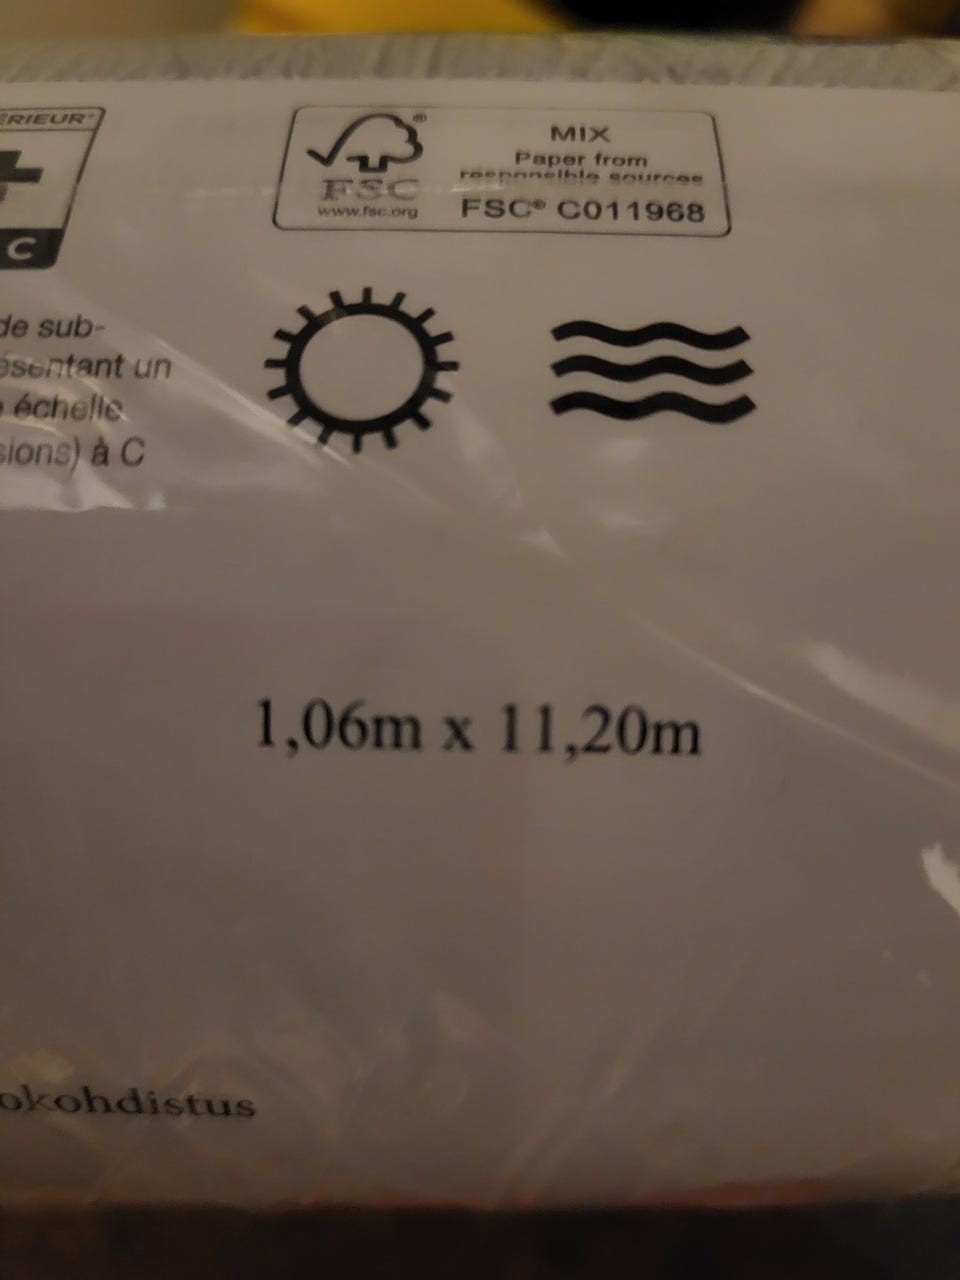 ÉRIEUR*
C
FSC®
www.fsc.org
MIX
Paper from
responsible sources
FSC® C011968
de sub-
ésentant un
échelle
sions) à C
1,06m x 11,20m
okohdistus